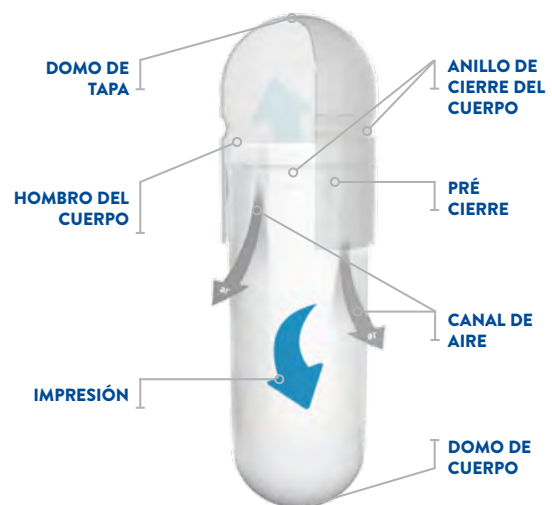 DOMO DE
TAPA
ANILLO DE
CIERRE DEL
CUERPO
HOMBRO DEL
CUERPO
PRÉ
CIERRE
CANAL DE
AIRE
IMPRESIÓN
DOMO DE
CUERPO